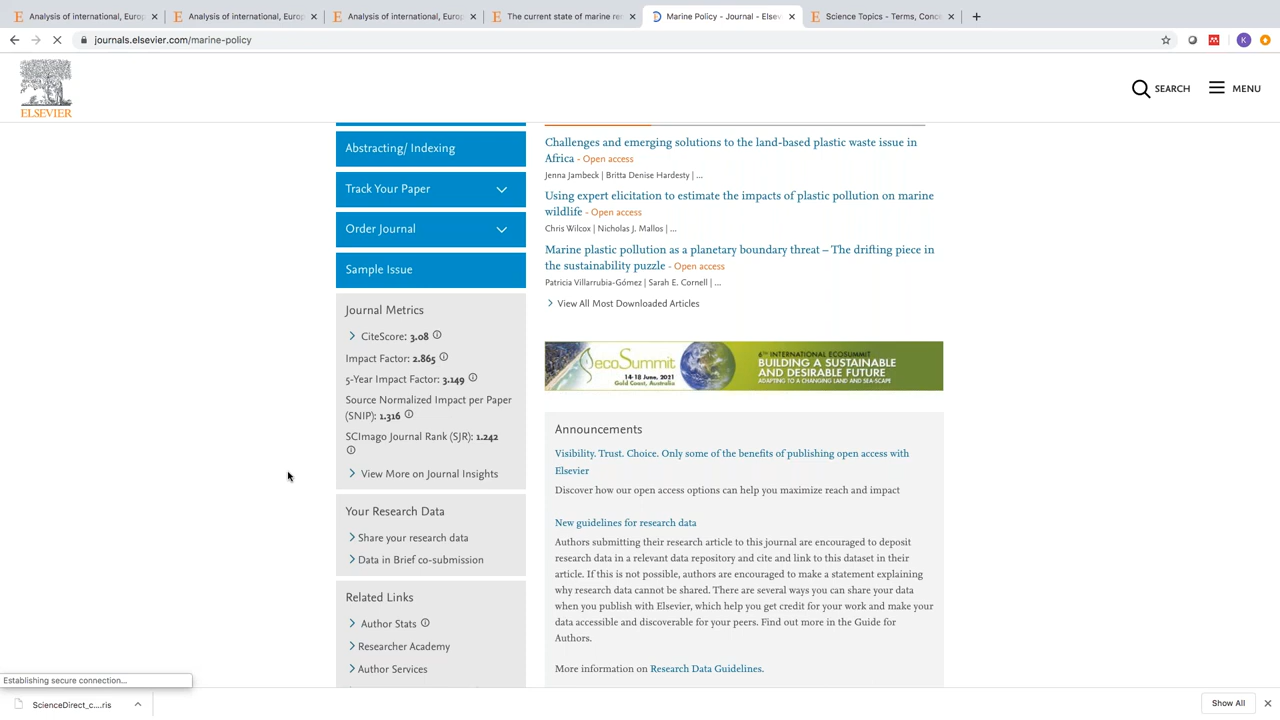 Analysis of international, Europ
Analysis of international, Europ
Analysis of international, Europ
The current state of marine re
Marine Policy - Journal - Elsev
Science Topics - Terms, Conc
journals.elsevier.com/marine-policy
K
ELSEVIER
SEARCH
MENU
Abstracting/ Indexing
Track Your Paper
Order Journal
Sample Issue
Journal Metrics
CiteScore: 3.08
Impact Factor: 2.865
5-Year Impact Factor: 3.149
Source Normalized Impact per Paper
(SNIP): 1.316
SCImago Journal Rank (SJR): 1.242
View More on Journal Insights
Your Research Data
Share your research data
Data in Brief co-submission
Related Links
Author Stats
Researcher Academy
Author Services
Challenges and emerging solutions to the land-based plastic waste issue in
Africa - Open access
Jenna Jambeck | Britta Denise Hardesty | ...
Using expert elicitation to estimate the impacts of plastic pollution on marine
wildlife - Open access
Chris Wilcox | Nicholas J. Mallos | ...
Marine plastic pollution as a planetary boundary threat – The drifting piece in
the sustainability puzzle - Open access
Patricia Villarrubia-Gómez | Sarah E. Cornell | ...
View All Most Downloaded Articles
ecoSummit
14-18 June, 2021
Gold Coast, Australia
6TH INTERNATIONAL ECOSUMMIT
BUILDING A SUSTAINABLE
AND DESIRABLE FUTURE
ADAPTING TO A CHANGING LAND AND SEA-SCAPE
Announcements
Visibility. Trust. Choice. Only some of the benefits of publishing open access with
Elsevier
Discover how our open access options can help you maximize reach and impact
New guidelines for research data
Authors submitting their research article to this journal are encouraged to deposit
research data in a relevant data repository and cite and link to this dataset in their
article. If this is not possible, authors are encouraged to make a statement explaining
why research data cannot be shared. There are several ways you can share your data
when you publish with Elsevier, which help you get credit for your work and make your
data accessible and discoverable for your peers. Find out more in the Guide for
Authors.
More information on Research Data Guidelines.
Establishing secure connection...
ScienceDirect_c....ris
Show All